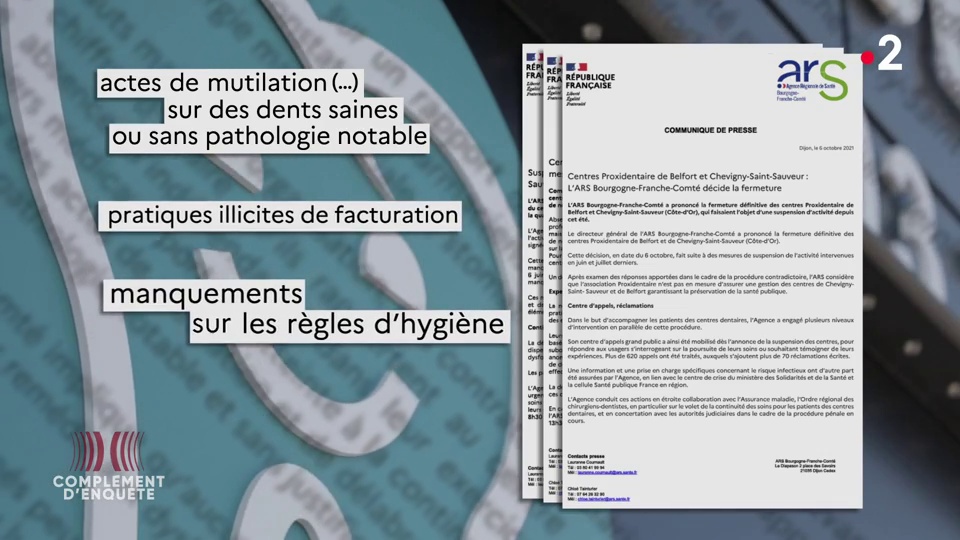 actes de mutilation (...)
sur des dents saines
ou sans pathologie notable
pratiques illicites de facturation
manquements
sur les règles d'hygiène
COMPLÉMENT
D'ENQUÊTE
2
RÉPUBLIQUE
FRANÇAISE
Liberté
Égalité
Fraternité
ars
Agence Régionale de Santé
Bourgogne-
Franche-Comté
COMMUNIQUE DE PRESSE
Dijon, le 6 octobre 2021
Centres Proxidentaire de Belfort et Chevigny-Saint-Sauveur :
L'ARS Bourgogne-Franche-Comté décide la fermeture
L'ARS Bourgogne-Franche-Comté a prononcé la fermeture définitive des centres Proxidentaire de
Belfort et Chevigny-Saint-Sauveur (Côte-d'Or), qui faisaient l'objet d'une suspension d'activité depuis
cet été.
Le directeur général de l'ARS Bourgogne-Franche-Comté a prononcé la fermeture définitive des
centres Proxidentaire de Belfort et de Chevigny-Saint-Sauveur (Côte-d'Or).
Cette décision, en date du 6 octobre, fait suite à des mesures de suspension de l'activité intervenues
en juin et juillet derniers.
Après examen des réponses apportées dans le cadre de la procédure contradictoire, l'ARS considère
que l'association Proxidentaire n'est pas en mesure d'assurer une gestion des centres de Chevigny-
Saint- Sauveur et de Belfort garantissant la préservation de la santé publique.
Centre d'appels, réclamations
Dans le but d'accompagner les patients des centres dentaires, l'Agence a engagé plusieurs niveaux
d'intervention en parallèle de cette procédure.
Son centre d'appels grand public a ainsi été mobilisé dès l'annonce de la suspension des centres, pour
répondre aux usagers s'interrogeant sur la poursuite de leurs soins ou souhaitant témoigner de leurs
expériences. Plus de 620 appels ont été traités, auxquels s'ajoutent plus de 70 réclamations écrites.
Une information et une prise en charge spécifiques concernant le risque infectieux ont d'autre part
été assurées par l'Agence, en lien avec le centre de crise du ministère des Solidarités et de la Santé et
la cellule Santé publique France en région.
L'Agence conduit ces actions en étroite collaboration avec l'Assurance maladie, l'Ordre régional des
chirurgiens-dentistes, en particulier sur le volet de la continuité des soins pour les patients des centres
dentaires, et en concertation avec les autorités judiciaires dans le cadre de la procédure pénale en
cours.
Contacts presse
ARS Bourgogne-Franche-Comté